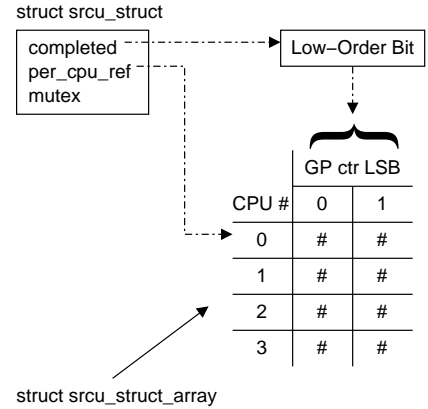 struct srcu_struct
completed
per_cpu_ref
mutex
Low–Order Bit
GP ctr LSB
CPU # 0 1
0 # #
1 # #
2 # #
3 # #
struct srcu_struct_array